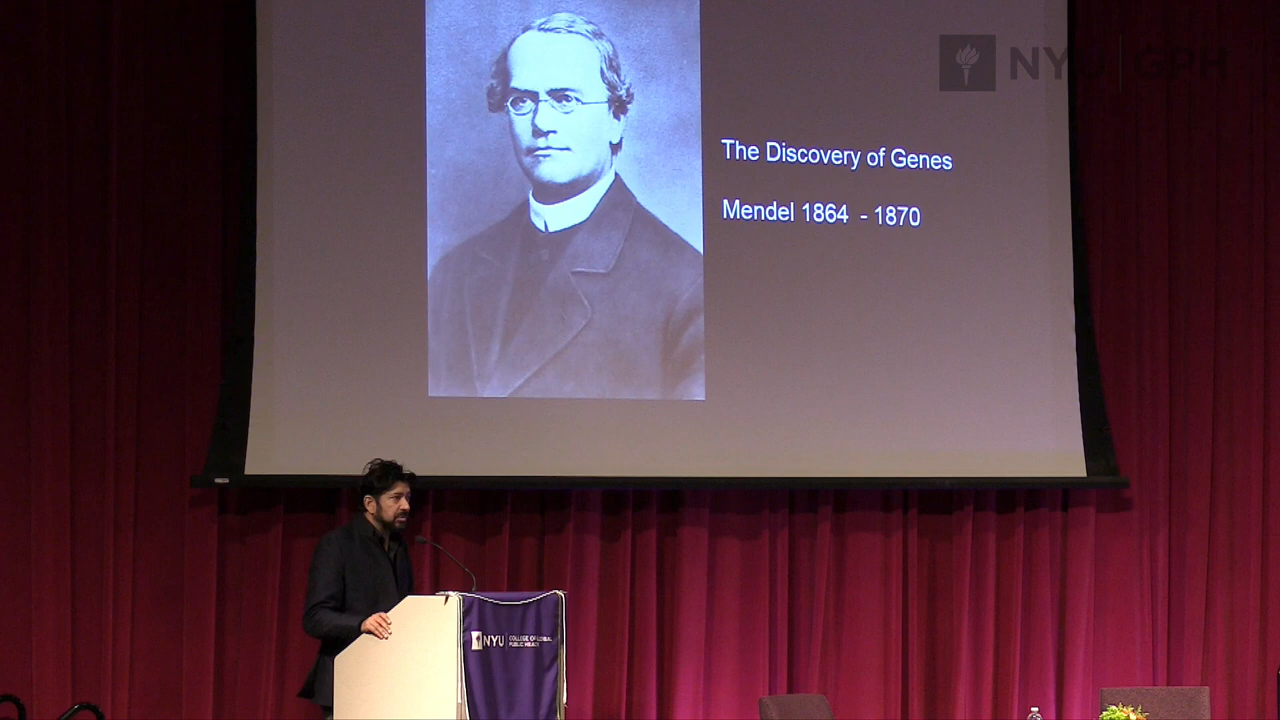 NYU | GPH
The Discovery of Genes
Mendel 1864 - 1870
NYU
COLLEGE OF GLOBAL
PUBLIC HEALTH